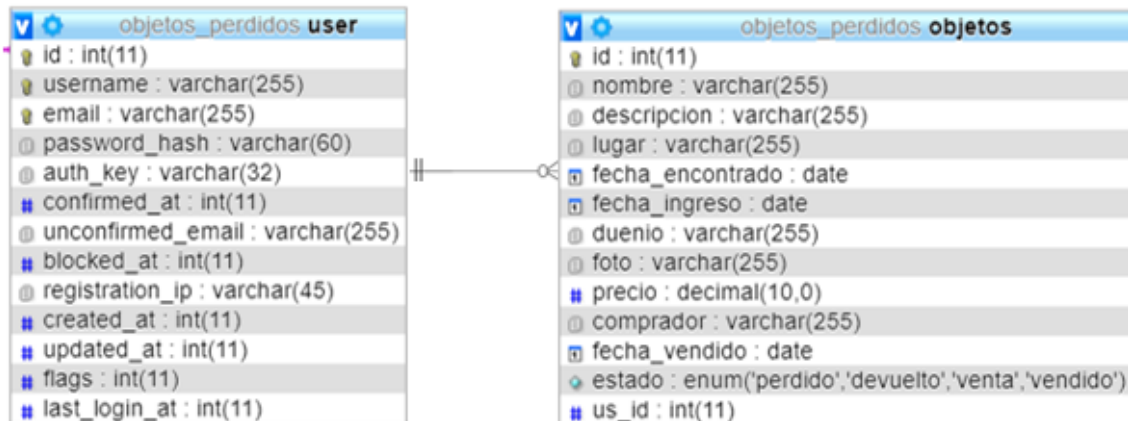 objetos_perdidos user
id : int(11)
username : varchar(255)
email : varchar(255)
password_hash : varchar(60)
auth_key : varchar(32)
confirmed_at : int(11)
unconfirmed_email : varchar(255)
blocked_at : int(11)
registration_ip : varchar(45)
created_at : int(11)
updated_at : int(11)
flags : int(11)
last_login_at : int(11)
objetos_perdidos objetos
id : int(11)
nombre : varchar(255)
descripcion : varchar(255)
lugar : varchar(255)
fecha_encontrado : date
fecha_ingreso : date
duenio : varchar(255)
foto : varchar(255)
precio : decimal(10,0)
comprador : varchar(255)
fecha_vendido : date
estado : enum('perdido','devuelto','venta','vendido')
us_id : int(11)